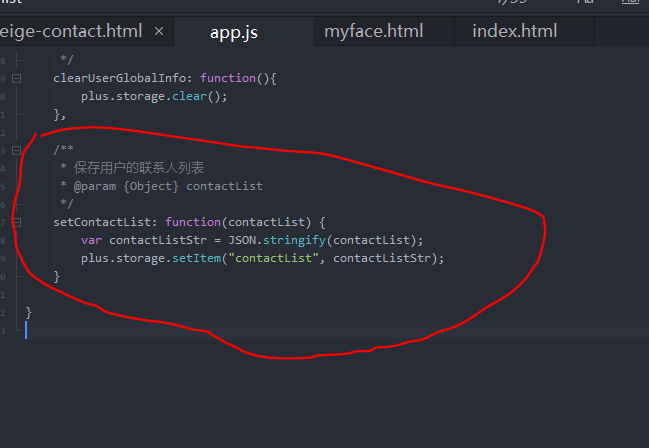 eige-contact.html × app.js myface.html index.html
*/
clearUserGlobalInfo: function(){
plus.storage.clear();
},
/**
* 保存用户的联系人列表
* @param {Object} contactList
*/
setContactList: function(contactList) {
var contactListStr = JSON.stringify(contactList);
plus.storage.setItem("contactList", contactListStr);
}
}